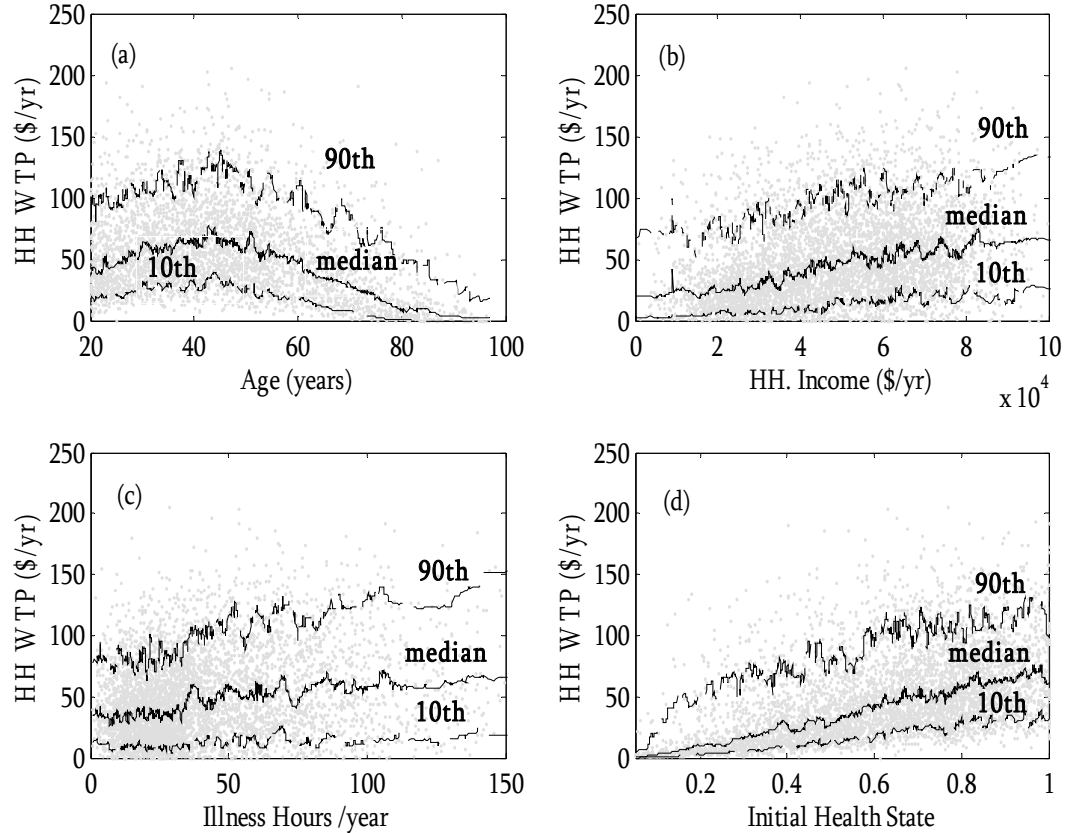 (a)
HH WTP ($/yr)
250
200
150
100
50
0
90th
median
10th
20 40 60 80 100
Age (years)
(b)
HH WTP ($/yr)
250
200
150
100
50
0
90th
median
10th
0 2 4 6 8 10
HH. Income ($/yr)
x 10^4
(c)
HH WTP ($/yr)
250
200
150
100
50
0
90th
median
10th
0 50 100 150
Illness Hours /year
(d)
HH WTP ($/yr)
250
200
150
100
50
0
90th
median
10th
0.2 0.4 0.6 0.8 1
Initial Health State